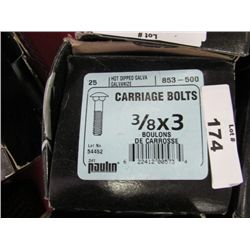 Lot #
25
HOT DIPPED GALVA
GALVANIZE
853-500
CARRIAGE BOLTS
3/8x3
BOULONS
DE CARROSSE
Lot No.
54452
paulin
Lot #
174